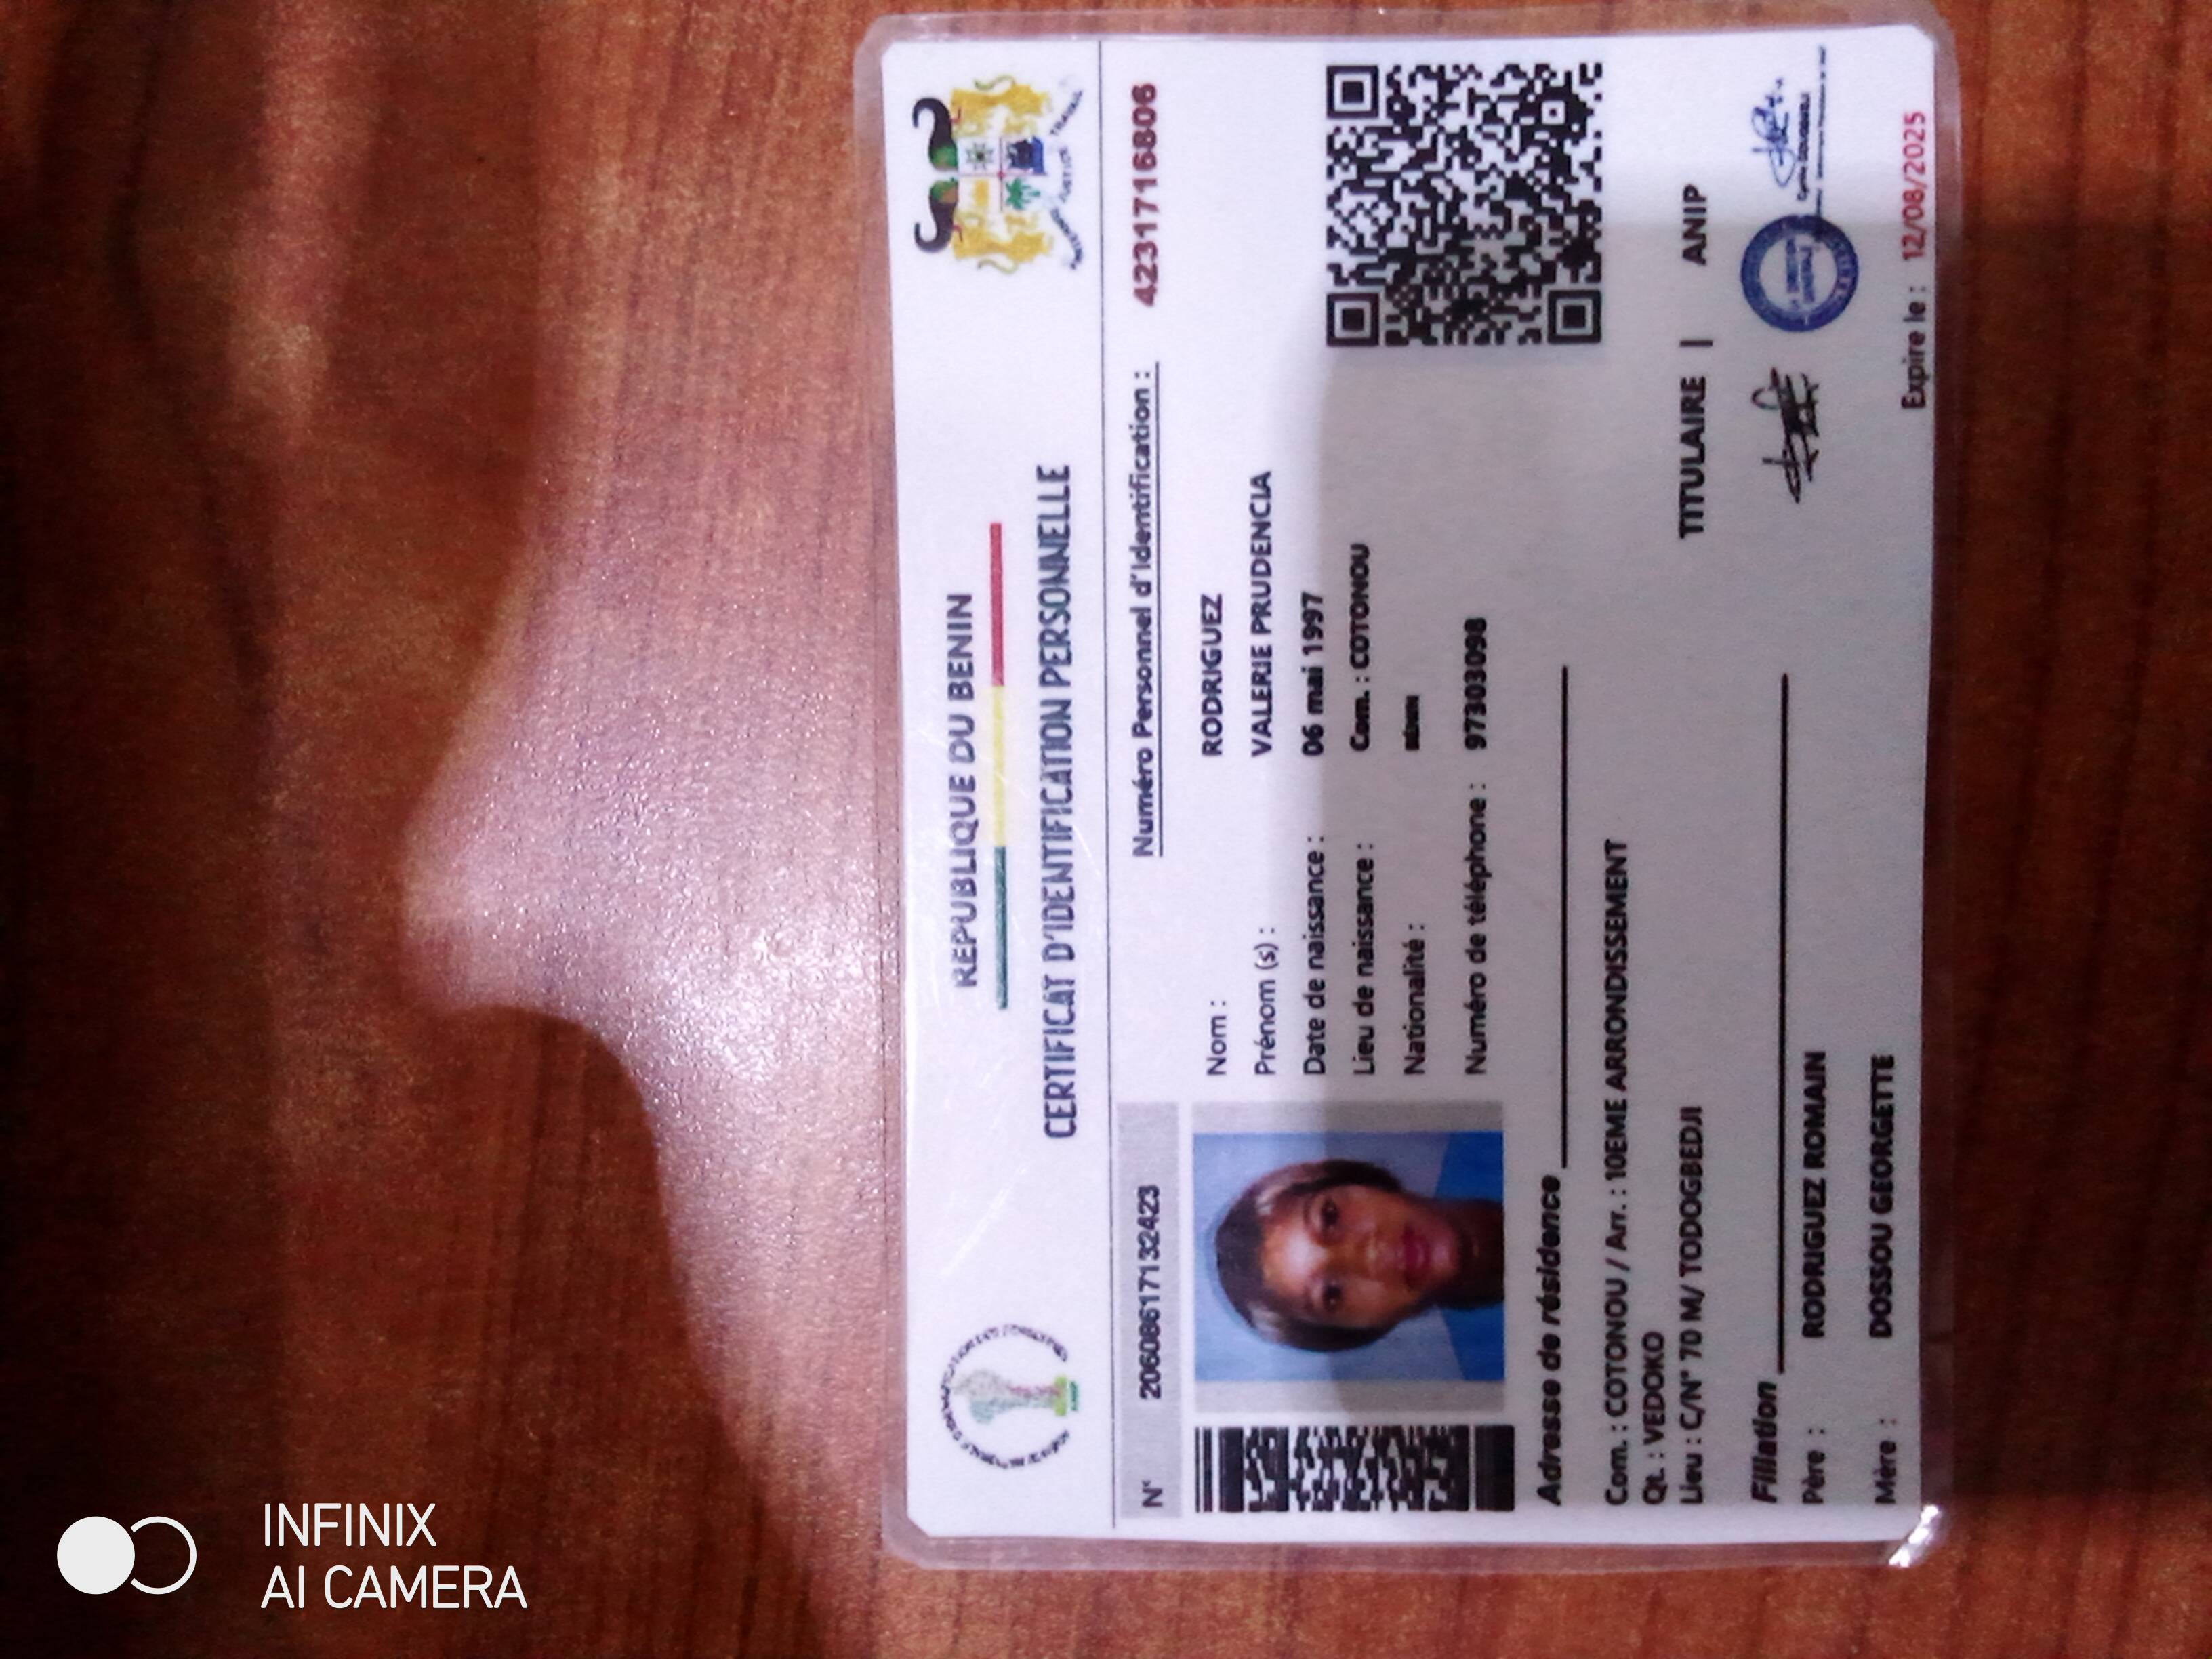 REPUBLIQUE DU BENIN
CERTIFICAT D'IDENTIFICATION PERSONNELLE
N° 2060861717132423
Numéro Personnel d'Identification : 4231716806
Nom : RODRIGUEZ
Prénom (s) : VALERIE PRUDENCIA
Date de naissance : 06 mai 1997
Lieu de naissance : Com. : COTONOU
Nationalité :
Numéro de téléphone : 97303098
Adresse de résidence
Com. : COTONOU / Arr. : 10EME ARRONDISSEMENT
Qt. : VEDOKO
Lieu : C/N° 70 M/ TODOGBEDJI
TITULAIRE | ANIP
Filiation
Père : RODRIGUEZ ROMAIN
Mère : DOSSOU GEORGETTE
Expire le : 12/08/2025
INFINIX
AI CAMERA